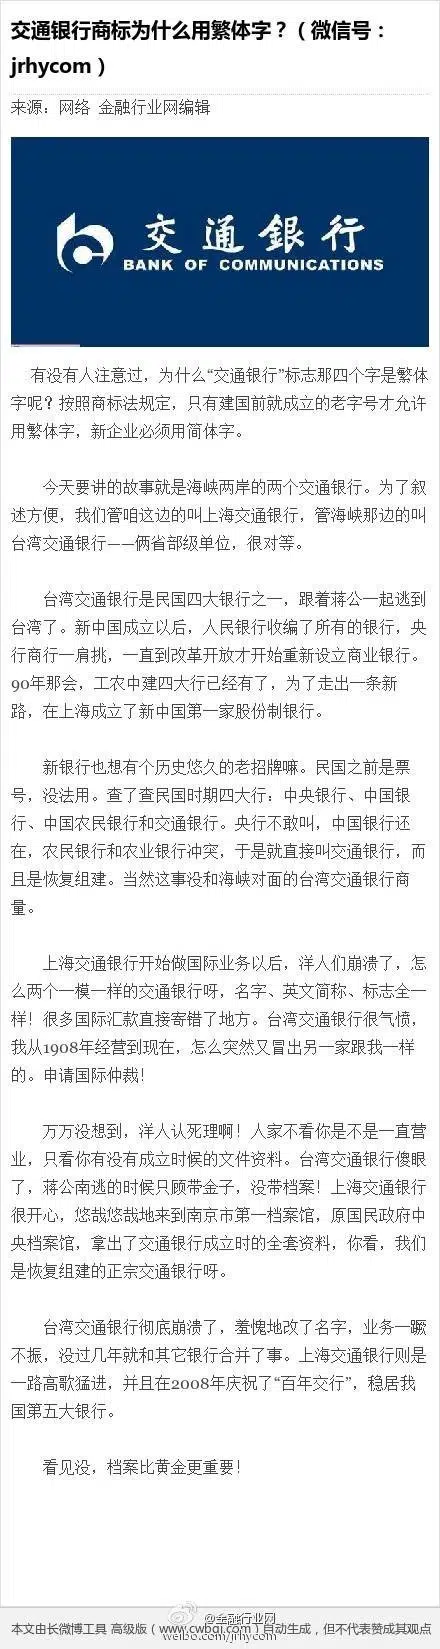 交通银行商标为什么用繁体字？（微信号：
jrhycom）
来源：网络 金融行业网编辑
交通銀行
BANK OF COMMUNICATIONS
有没有人注意过，为什么“交通银行”标志那四个字是繁体
字呢？按照商标法规定，只有建国前就成立的老字号才允许
用繁体字，新企业必须用简体字。
今天要讲的故事就是海峡两岸的两个交通银行。为了叙
述方便，我们管咱这边的叫上海交通银行，管海峡那边的叫
台湾交通银行——俩省部级单位，很对等。
台湾交通银行是民国四大银行之一，跟着蒋公一起逃到
台湾了。新中国成立以后，人民银行收编了所有的银行，央
行商行一肩挑，一直到改革开放才开始重新设立商业银行。
90年那会，工农中建四大行已经有了，为了走出一条新
路，在上海成立了新中国第一家股份制银行。
新银行也想有个历史悠久的老招牌嘛。民国之前是票
号，没法用。查了查民国时期四大行：中央银行、中国银
行、中国农民银行和交通银行。央行不敢叫，中国银行还
在，农民银行和农业银行冲突，于是就直接叫交通银行，而
且是恢复组建。当然这事没和海峡对面的台湾交通银行商
量。
上海交通银行开始做国际业务以后，洋人们崩溃了，怎
么两个一模一样的交通银行呀，名字、英文简称、标志全一
样！很多国际汇款直接寄错了地方。台湾交通银行很气愤，
我从1908年经营到现在，怎么突然又冒出另一家跟我一样
的。申请国际仲裁！
万万没想到，洋人认死理啊！人家不看你是不是一直营
业，只看你有没有成立时候的文件资料。台湾交通银行傻眼
了，蒋公南逃的时候只顾带金子，没带档案！上海交通银行
很开心，悠哉悠哉地来到南京市第一档案馆，原国民政府中
央档案馆，拿出了交通银行成立时的全套资料，你看，我们
是恢复组建的正宗交通银行呀。
台湾交通银行彻底崩溃了，羞愧地改了名字，业务一蹶
不振，没过几年就和其它银行合并了事。上海交通银行则是
一路高歌猛进，并且在2008年庆祝了“百年交行”，稳居我
国第五大银行。
看见没，档案比黄金更重要！
@金融行业网
本文由长微博工具 高级版（www.cwbqi.com）自动生成，但不代表赞成其观点
weibo.com/jrhycom